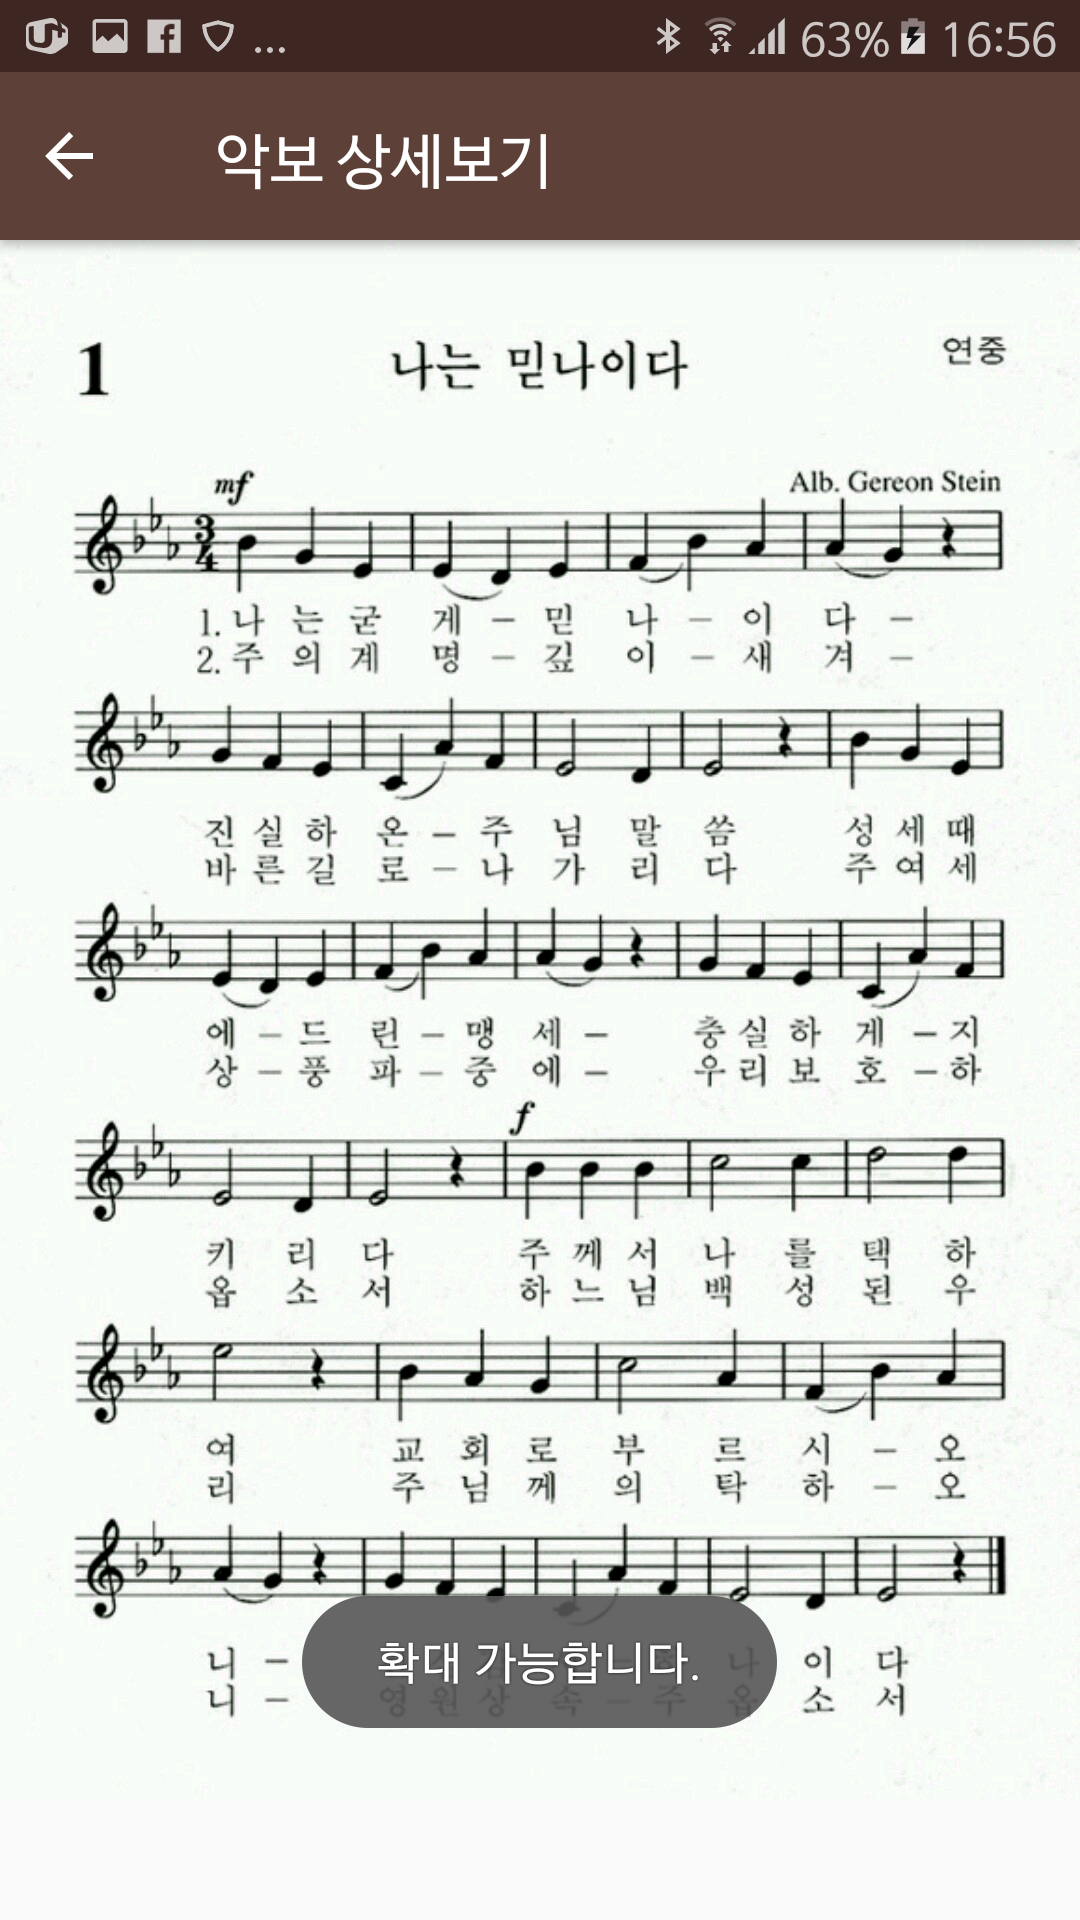 63% 16:56
악보 상세보기
1 나는 믿나이다 연중
mf Alb. Gereon Stein
3
4
1. 나 는 굳 게 – 믿 나 – 이 다 –
2. 주 의 계 명 – 깊 이 – 새 겨 –
진 실 하 온 – 주 님 말 씀 성 세 때
바 른 길 로 – 나 가 리 다 주 여 세
에 – 드 린 – 맹 세 – 충 실 하 게 – 지
상 – 풍 파 – 중 에 – 우 리 보 호 – 하
f
키 리 다 주 께 서 나 를 택 하
옵 소 서 하 느 님 백 성 된 우
여 교 회 로 부 르 시 – 오
리 주 님 께 의 탁 하 – 오
니 – 나 이 다
확대 가능합니다.
니 – 영 원 상 속 – 주 옵 소 서